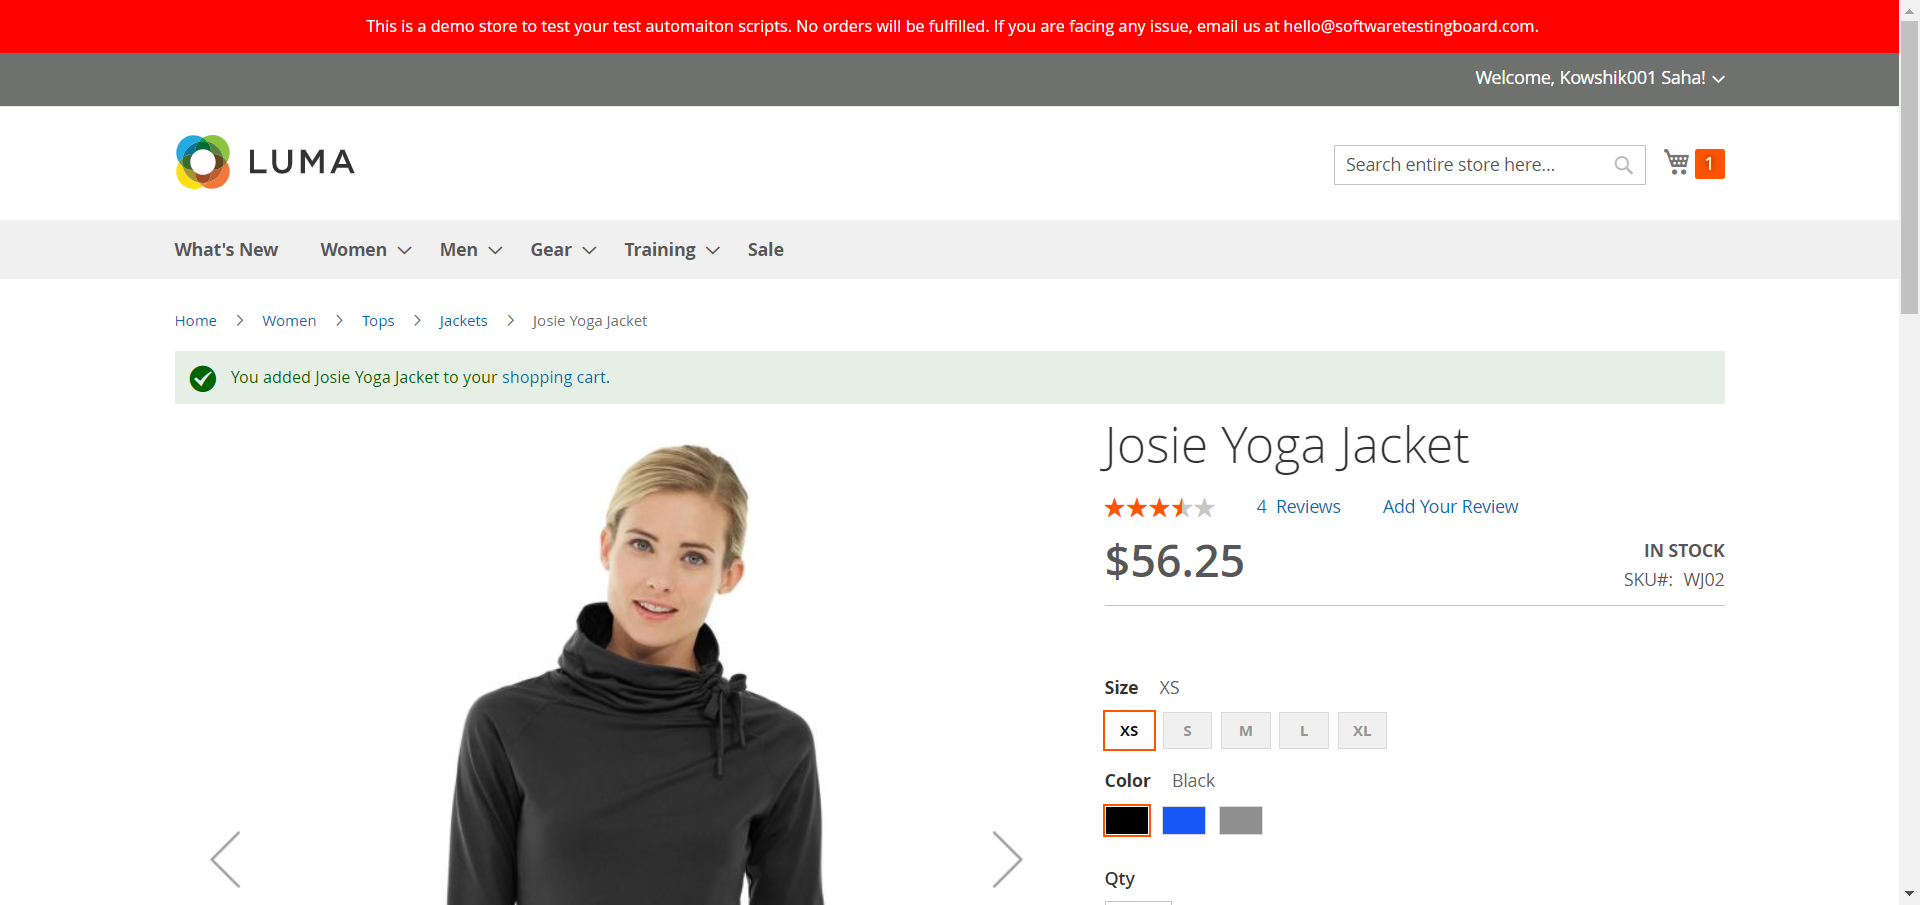 This is a demo store to test your test automaiton scripts. No orders will be fulfilled. If you are facing any issue, email us at hello@softwaretestingboard.com.
Welcome, Kowshik001 Saha!
LUMA
Search entire store here...
1
What's New Women Men Gear Training Sale
Home Women Tops Jackets Josie Yoga Jacket
You added Josie Yoga Jacket to your shopping cart.
Josie Yoga Jacket
4 Reviews Add Your Review
$56.25
IN STOCK
SKU#: WJ02
Size XS
XS S M L XL
Color Black
Qty